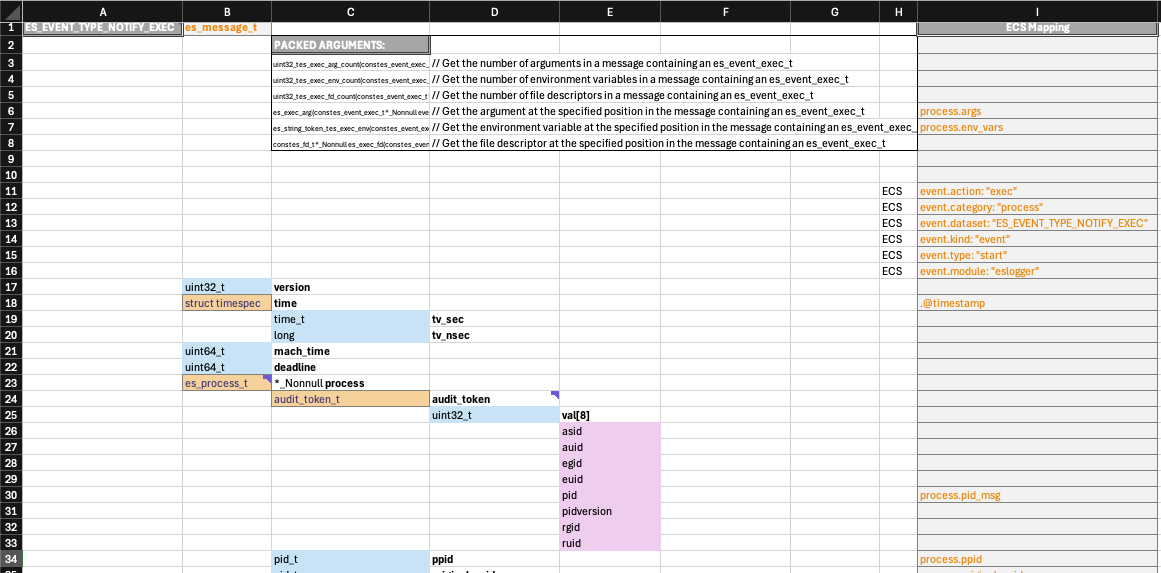 A B C D E F G H I
1 ES_EVENT_TYPE_NOTIFY_EXEC es_message_t ECS Mapping
2 PACKED ARGUMENTS:
3 uint32_tes_exec_arg_count(constes_event_exec_ // Get the number of arguments in a message containing an es_event_exec_t
4 uint32_tes_exec_env_count(constes_event_exec_ // Get the number of environment variables in a message containing an es_event_exec_t
5 uint32_tes_exec_fd_count(constes_event_exec_t // Get the number of file descriptors in a message containing an es_event_exec_t
6 es_exec_arg(constes_event_exec_t*_Nonnull eve // Get the argument at the specified position in the message containing an es_event_exec_t process.args
7 es_string_token_tes_exec_env(constes_event_ex // Get the environment variable at the specified position in the message containing an es_event_exec_ process.env_vars
8 constes_fd_t*_Nonnull es_exec_fd(constes_even // Get the file descriptor at the specified position in the message containing an es_event_exec_t
9
10
11 ECS event.action: "exec"
12 ECS event.category: "process"
13 ECS event.dataset: "ES_EVENT_TYPE_NOTIFY_EXEC"
14 ECS event.kind: "event"
15 ECS event.type: "start"
16 ECS event.module: "eslogger"
17 uint32_t version
18 struct timespec time .@timestamp
19 time_t tv_sec
20 long tv_nsec
21 uint64_t mach_time
22 uint64_t deadline
23 es_process_t *_Nonnull process
24 audit_token_t audit_token
25 uint32_t val[8]
26 asid
27 auid
28 egid
29 euid
30 pid process.pid_msg
31 pidversion
32 rgid
33 ruid
34 pid_t ppid process.ppid